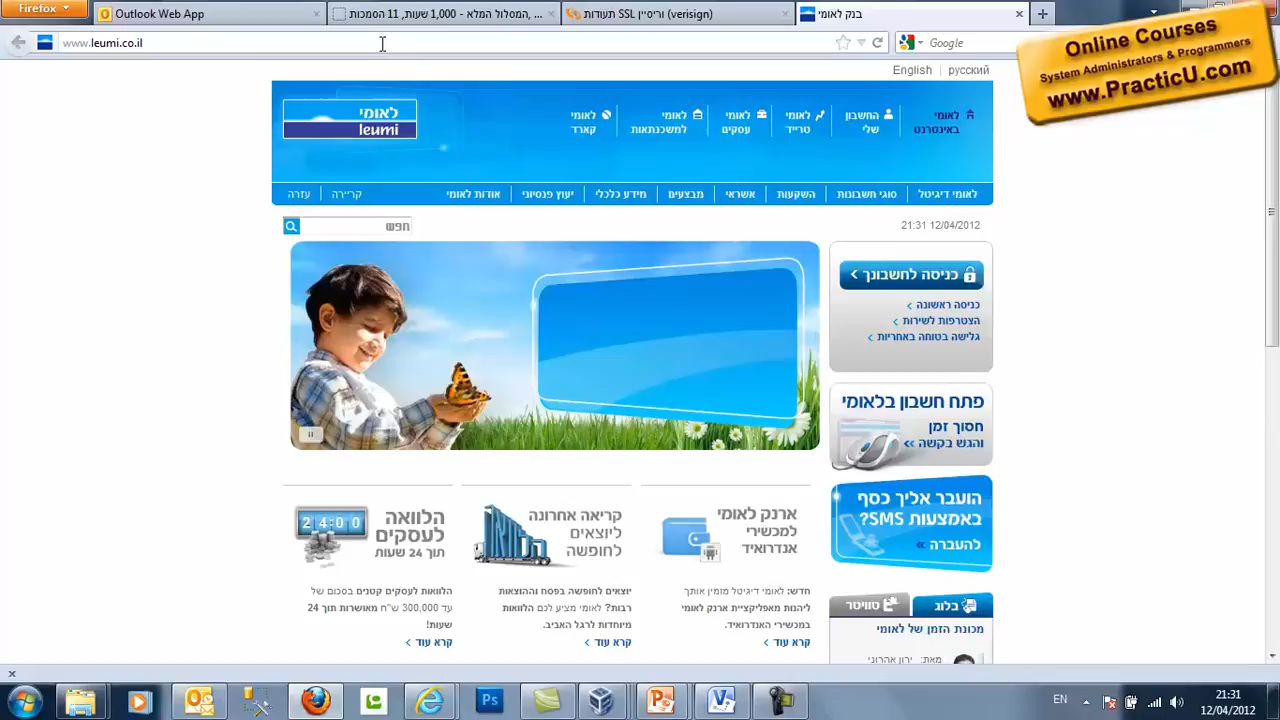 Firefox
Outlook Web App
המסלול המלא - 1,000 שעות, 11 הסמכות, ...
וריסיין SSL תעודות (verisign)
בנק לאומי
www.leumi.co.il
Google
Online Courses
System Administrators & Programmers
www.PracticU.com
English
русский
לאומי
leumi
לאומי באינטרנט
החשבון שלי
לאומי טרייד
לאומי עסקים
לאומי למשכנתאות
לאומי קארד
לאומי דיגיטל
סוגי חשבונות
השקעות
אשראי
מבצעים
מידע כלכלי
יעוץ פנסיוני
אודות לאומי
קריירה
עזרה
חפש
21:31 12/04/2012
כניסה לחשבונך
כניסה ראשונה
הצטרפות לשירות
גלישה בטוחה באחריות
פתח חשבון בלאומי
חסוך זמן
והגש בקשה
הועבר אליך כסף
באמצעות SMS?
להעברה
ארנק לאומי
למכשירי
אנדרואיד
חדש: לאומי דיגיטל מזמין אותך
ליהנות מאפליקציית ארנק לאומי
במכשירי האנדרואיד.
קרא עוד
קריאה אחרונה
ליוצאים
לחופשה
יוצאים לחופשה בפסח וההוצאות
רבות? לאומי מציע לכם הלוואות
מיוחדות לרגל האביב.
קרא עוד
24:00
הלוואה
לעסקים
תוך 24 שעות
הלוואות לעסקים קטנים בסכום של
עד 300,000 ש"ח מאושרות תוך 24
שעות!
קרא עוד
בלוג
טוויטר
מכונת הזמן של לאומי
מאת: ירון אהרוני
EN
21:31
12/04/2012